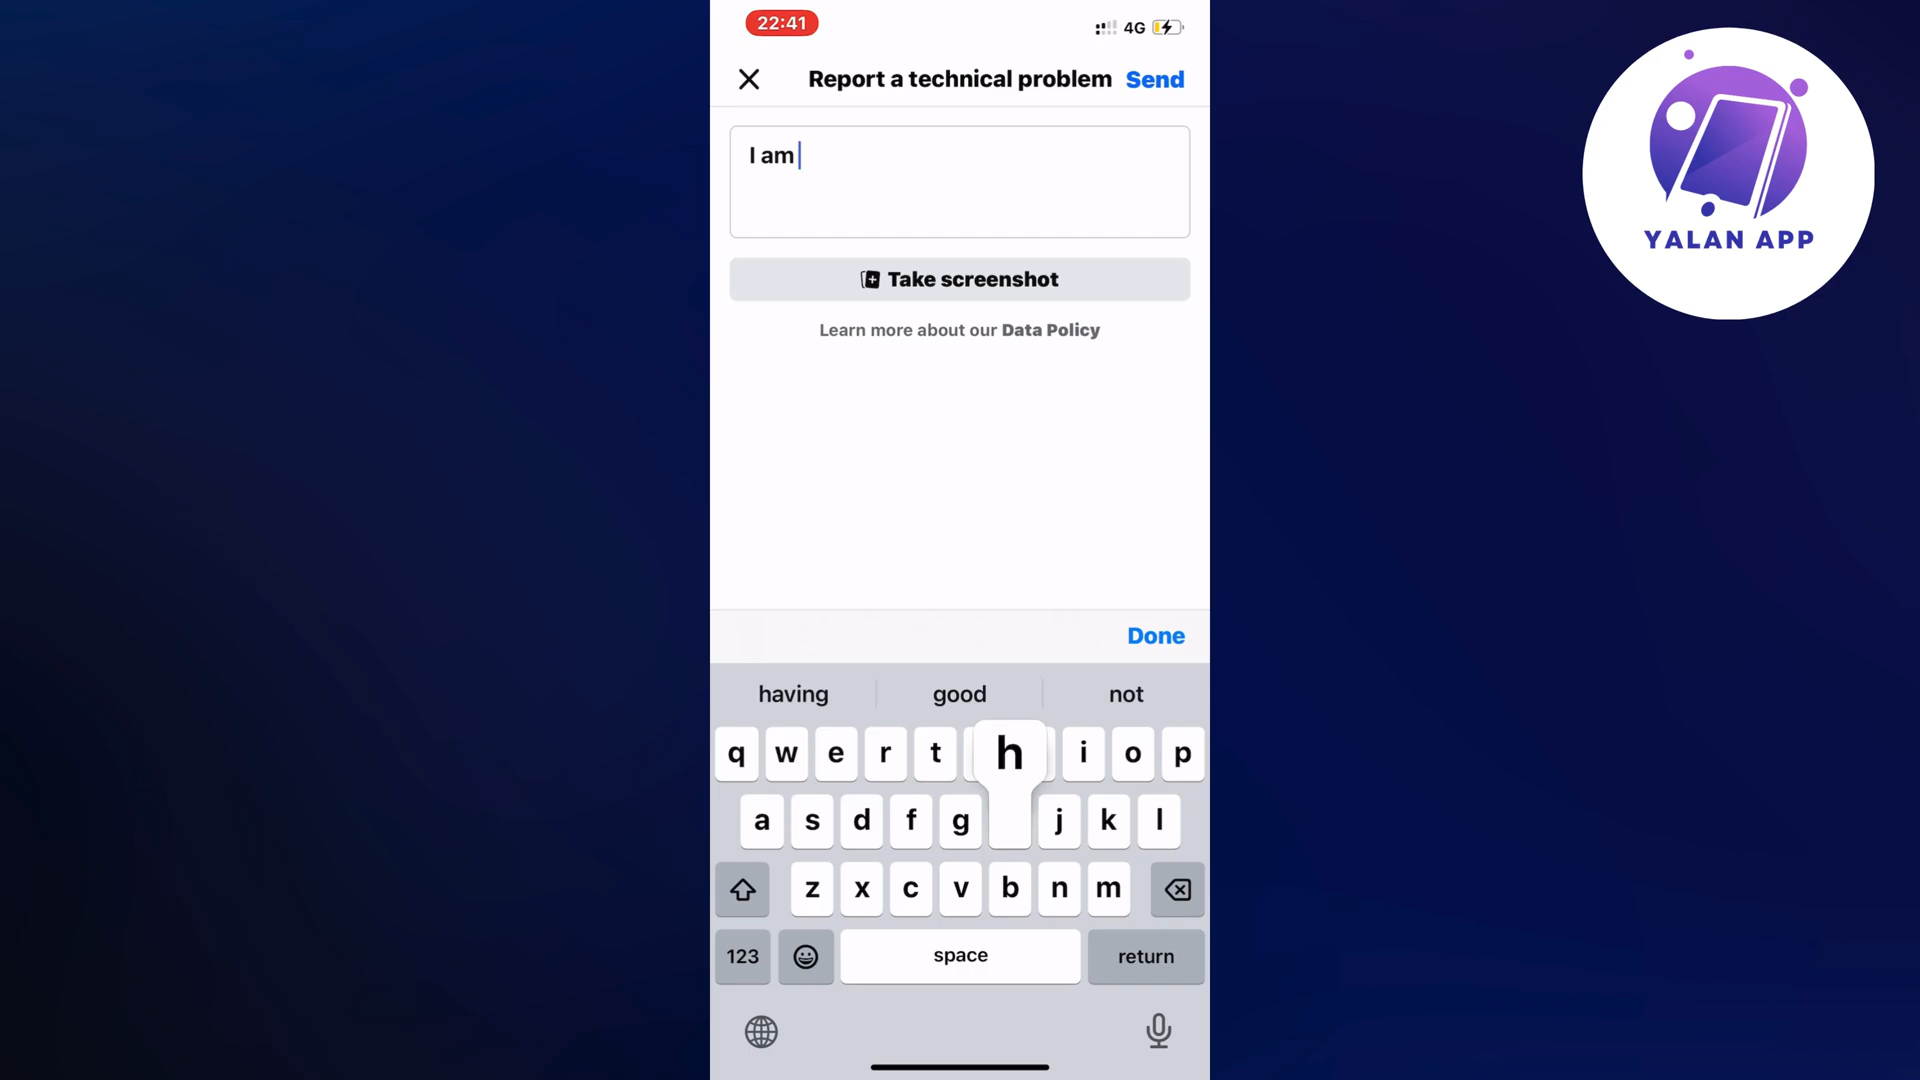 22:41
4G
Report a technical problem
Send
I am
Take screenshot
Learn more about our Data Policy
Done
having
good
not
q w e r t h i o p
a s d f g j k l
z x c v b n m
123
space
return
YALAN APP